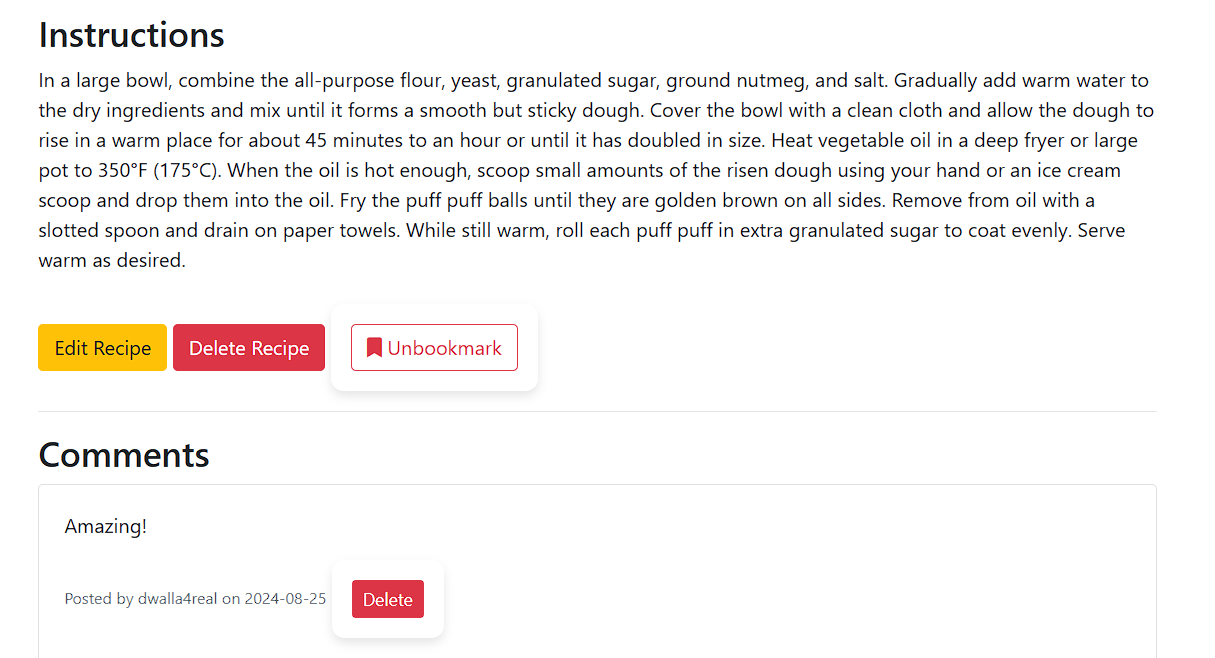 Instructions
In a large bowl, combine the all-purpose flour, yeast, granulated sugar, ground nutmeg, and salt. Gradually add warm water to
the dry ingredients and mix until it forms a smooth but sticky dough. Cover the bowl with a clean cloth and allow the dough to
rise in a warm place for about 45 minutes to an hour or until it has doubled in size. Heat vegetable oil in a deep fryer or large
pot to 350°F (175°C). When the oil is hot enough, scoop small amounts of the risen dough using your hand or an ice cream
scoop and drop them into the oil. Fry the puff puff balls until they are golden brown on all sides. Remove from oil with a
slotted spoon and drain on paper towels. While still warm, roll each puff puff in extra granulated sugar to coat evenly. Serve
warm as desired.
Edit Recipe Delete Recipe Unbookmark
Comments
Amazing!
Posted by dwalla4real on 2024-08-25 Delete